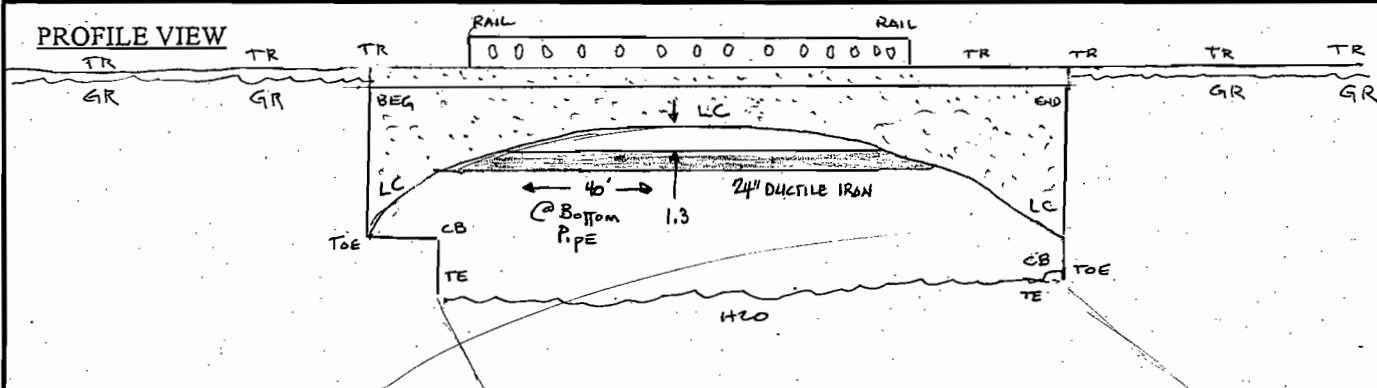 RAIL RAIL
PROFILE VIEW
TR TR TR TR TR TR TR
GR GR BEG LC END GR GR
LC 40' 24" DUCTILE IRON LC
@ Bottom 1.3
Pipe
TOE CB CB TOE
TE TE
H2O